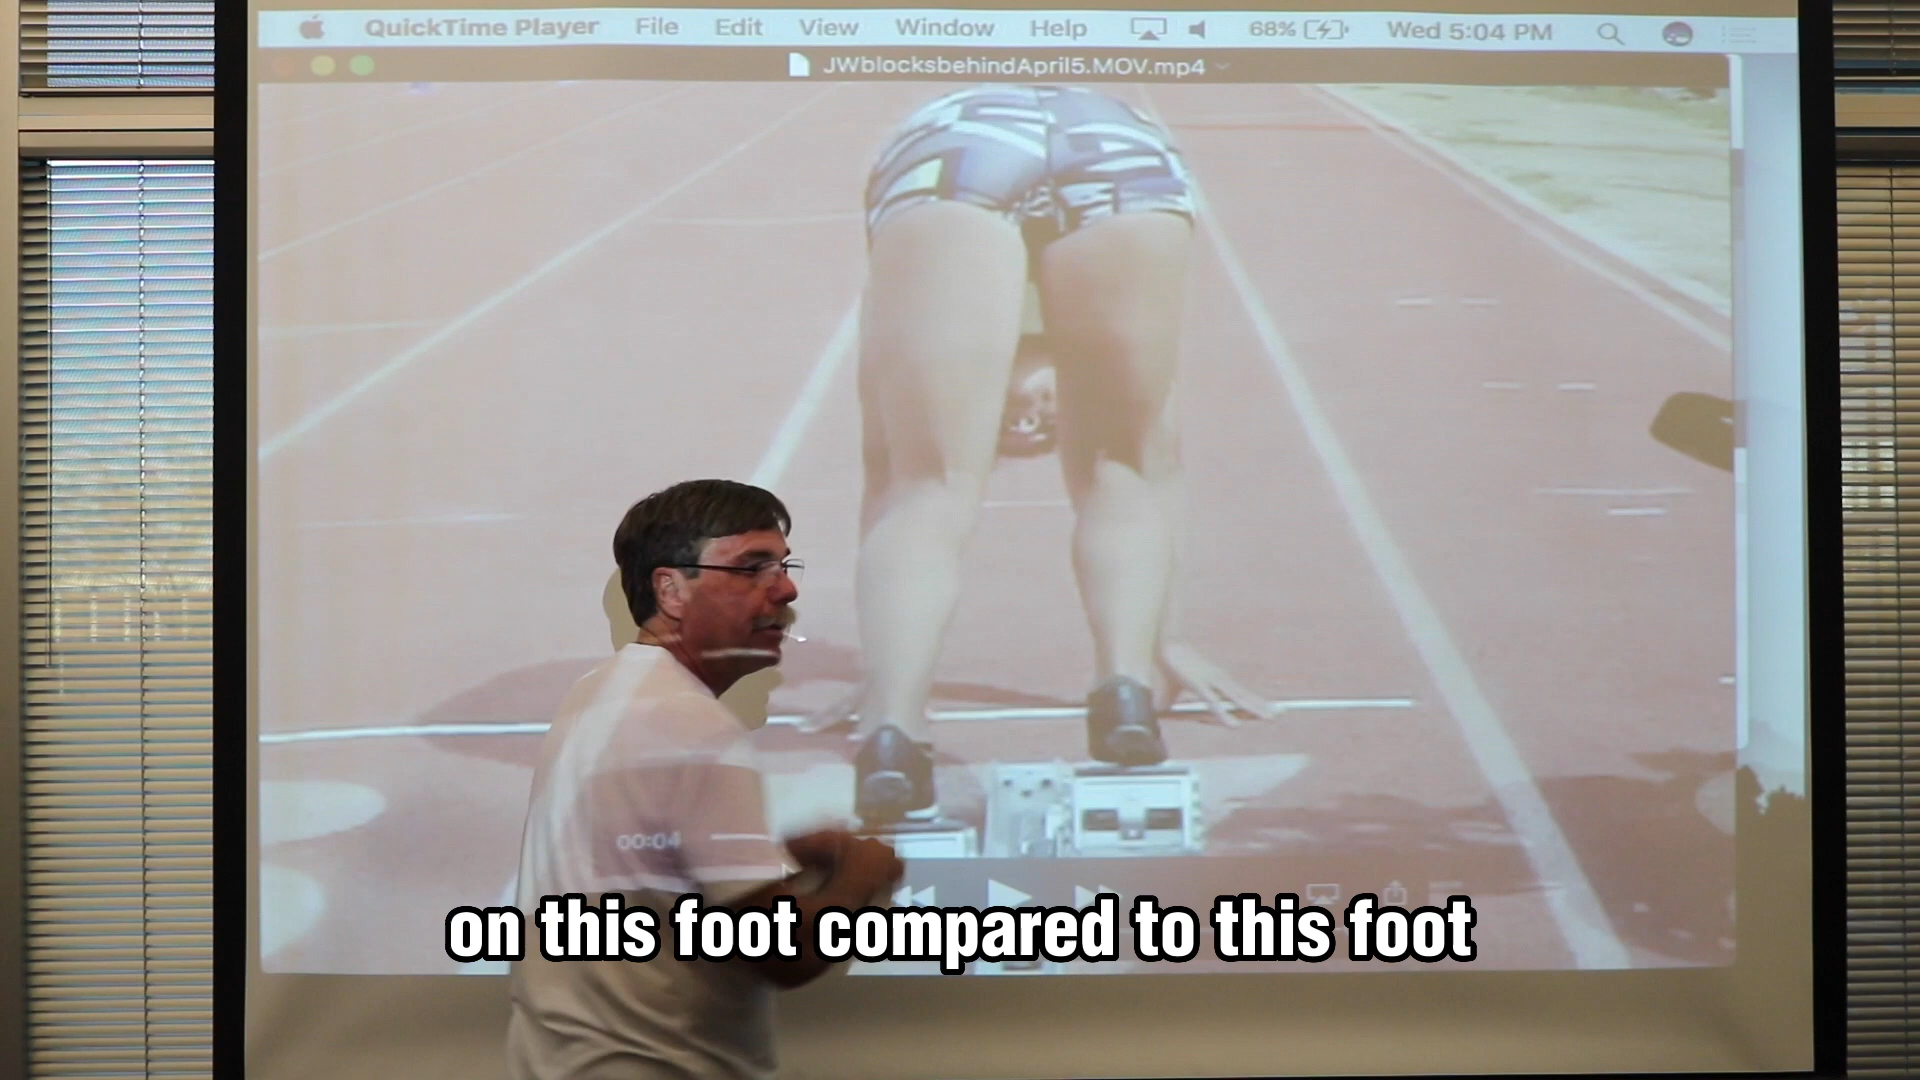 QuickTime Player File Edit View Window Help 68% Wed 5:04 PM
JWblocksbehindApril5.MOV.mp4
00:04
on this foot compared to this foot